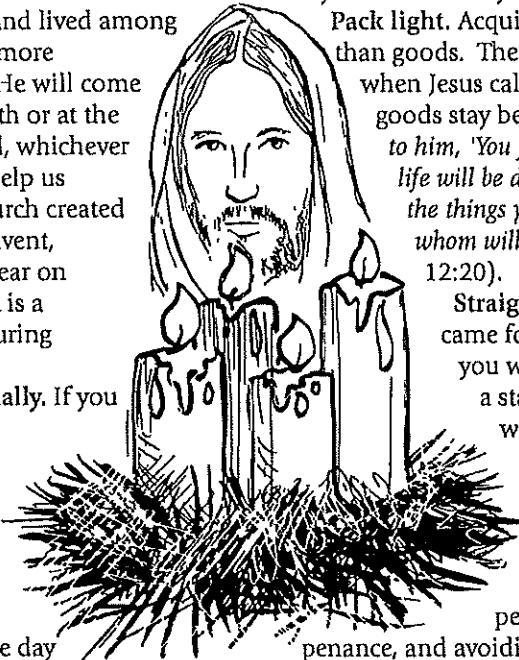 and lived among
more
He will come
th or at the
whichever
elp us
urch created
vent,
ear on
is a
uring
ally. If you
e day
Pack light. Acqui
than goods. The
when Jesus cal
goods stay be
to him, 'You
life will be d
the things y
whom will
12:20).
Straig
came fo
you w
a sta
w
pe
penance, and avoidi